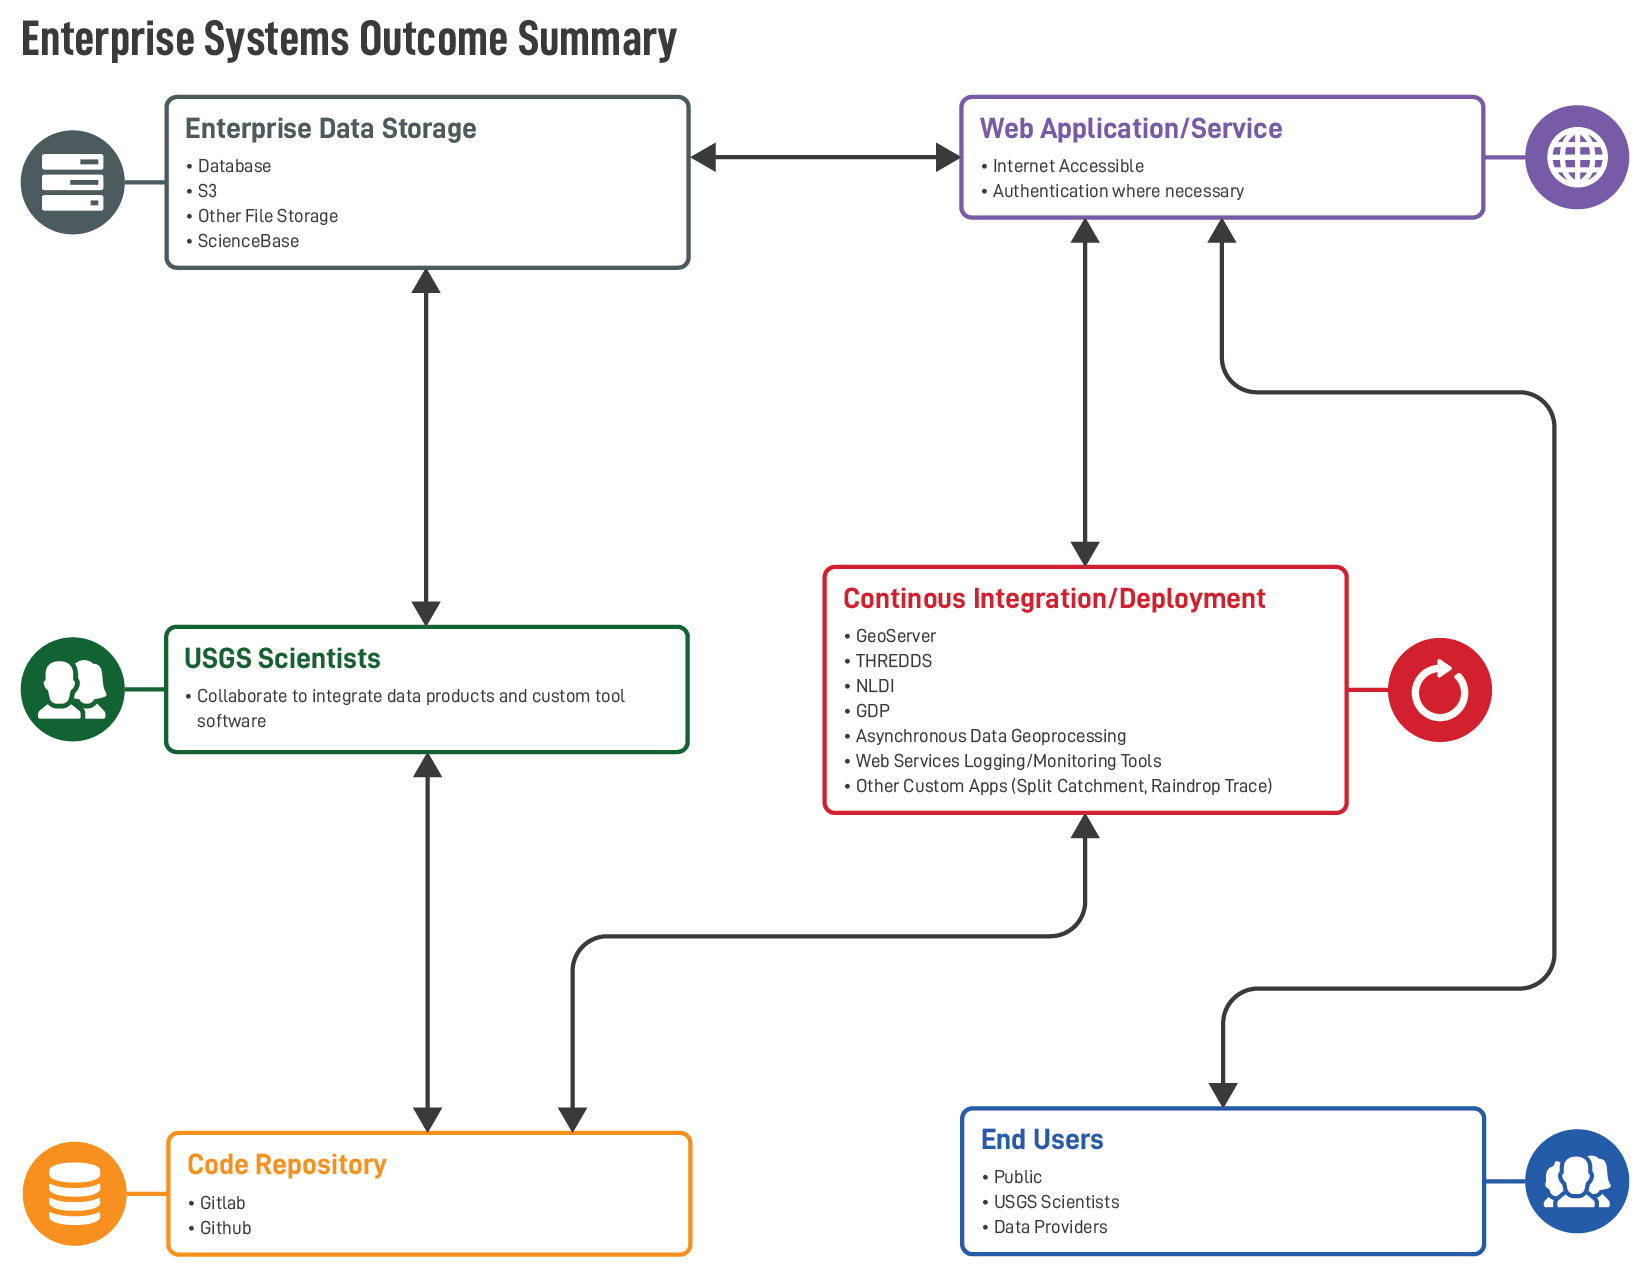 Enterprise Systems Outcome Summary
Enterprise Data Storage
• Database
• S3
• Other File Storage
• ScienceBase
Web Application/Service
• Internet Accessible
• Authentication where necessary
USGS Scientists
• Collaborate to integrate data products and custom tool
software
Continous Integration/Deployment
• GeoServer
• THREDDS
• NLDI
• GDP
• Asynchronous Data Geoprocessing
• Web Services Logging/Monitoring Tools
• Other Custom Apps (Split Catchment, Raindrop Trace)
Code Repository
• Gitlab
• Github
End Users
• Public
• USGS Scientists
• Data Providers